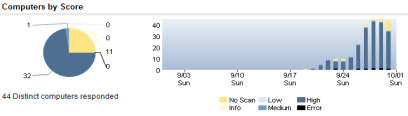 Computers by Score
1
0
0
11
0
32
44 Distinct computers responded
40
30
20
10
0
9/03
Sun
9/10
Sun
9/17
Sun
9/24
Sun
10/01
Sun
No Scan
Low
High
Info
Medium
Error